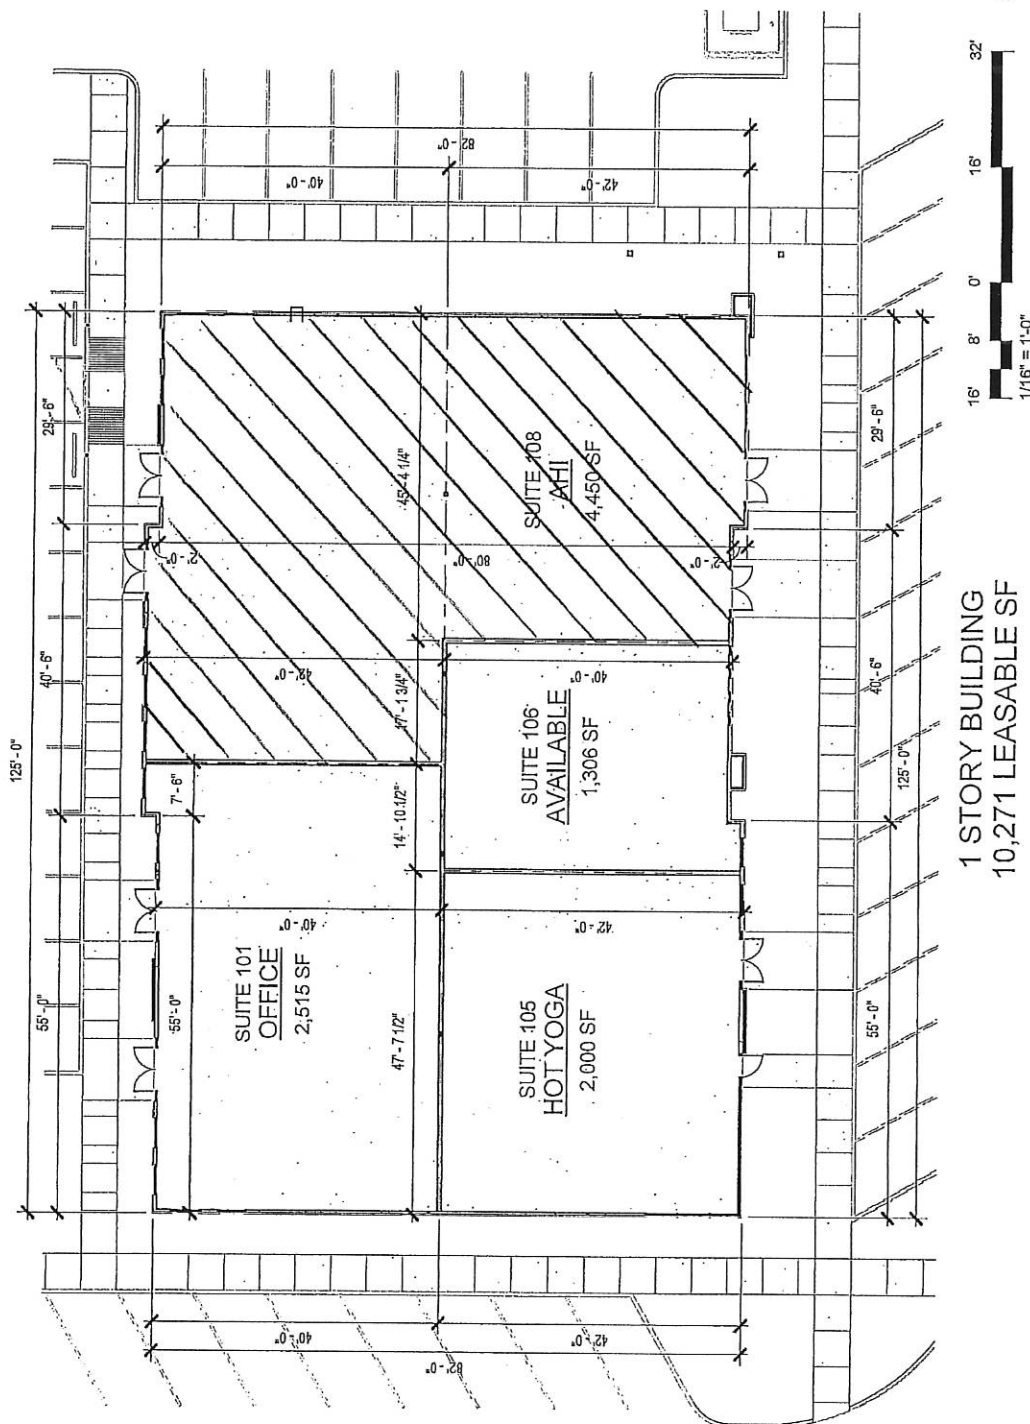 82'-0"
40'-0"
42'-0"
125'-0"
29'-6"
40'-6"
55'-0"
7'-6"
55'-0"
2'-0"
80'-0"
2'-0"
45'-4 1/4"
42'-0"
17'-1 3/4"
40'-0"
14'-10 1/2"
40'-0"
42'-0"
47'-7 1/2"
SUITE 108
AHI
4,450 SF
SUITE 106
AVAILABLE
1,306 SF
SUITE 101
OFFICE
2,515 SF
SUITE 105
HOT YOGA
2,000 SF
29'-6"
40'-6"
125'-0"
55'-0"
40'-0"
42'-0"
82'-0"
1 STORY BUILDING
10,271 LEASABLE SF
16' 8' 0' 16' 32'
1/16" = 1'-0"